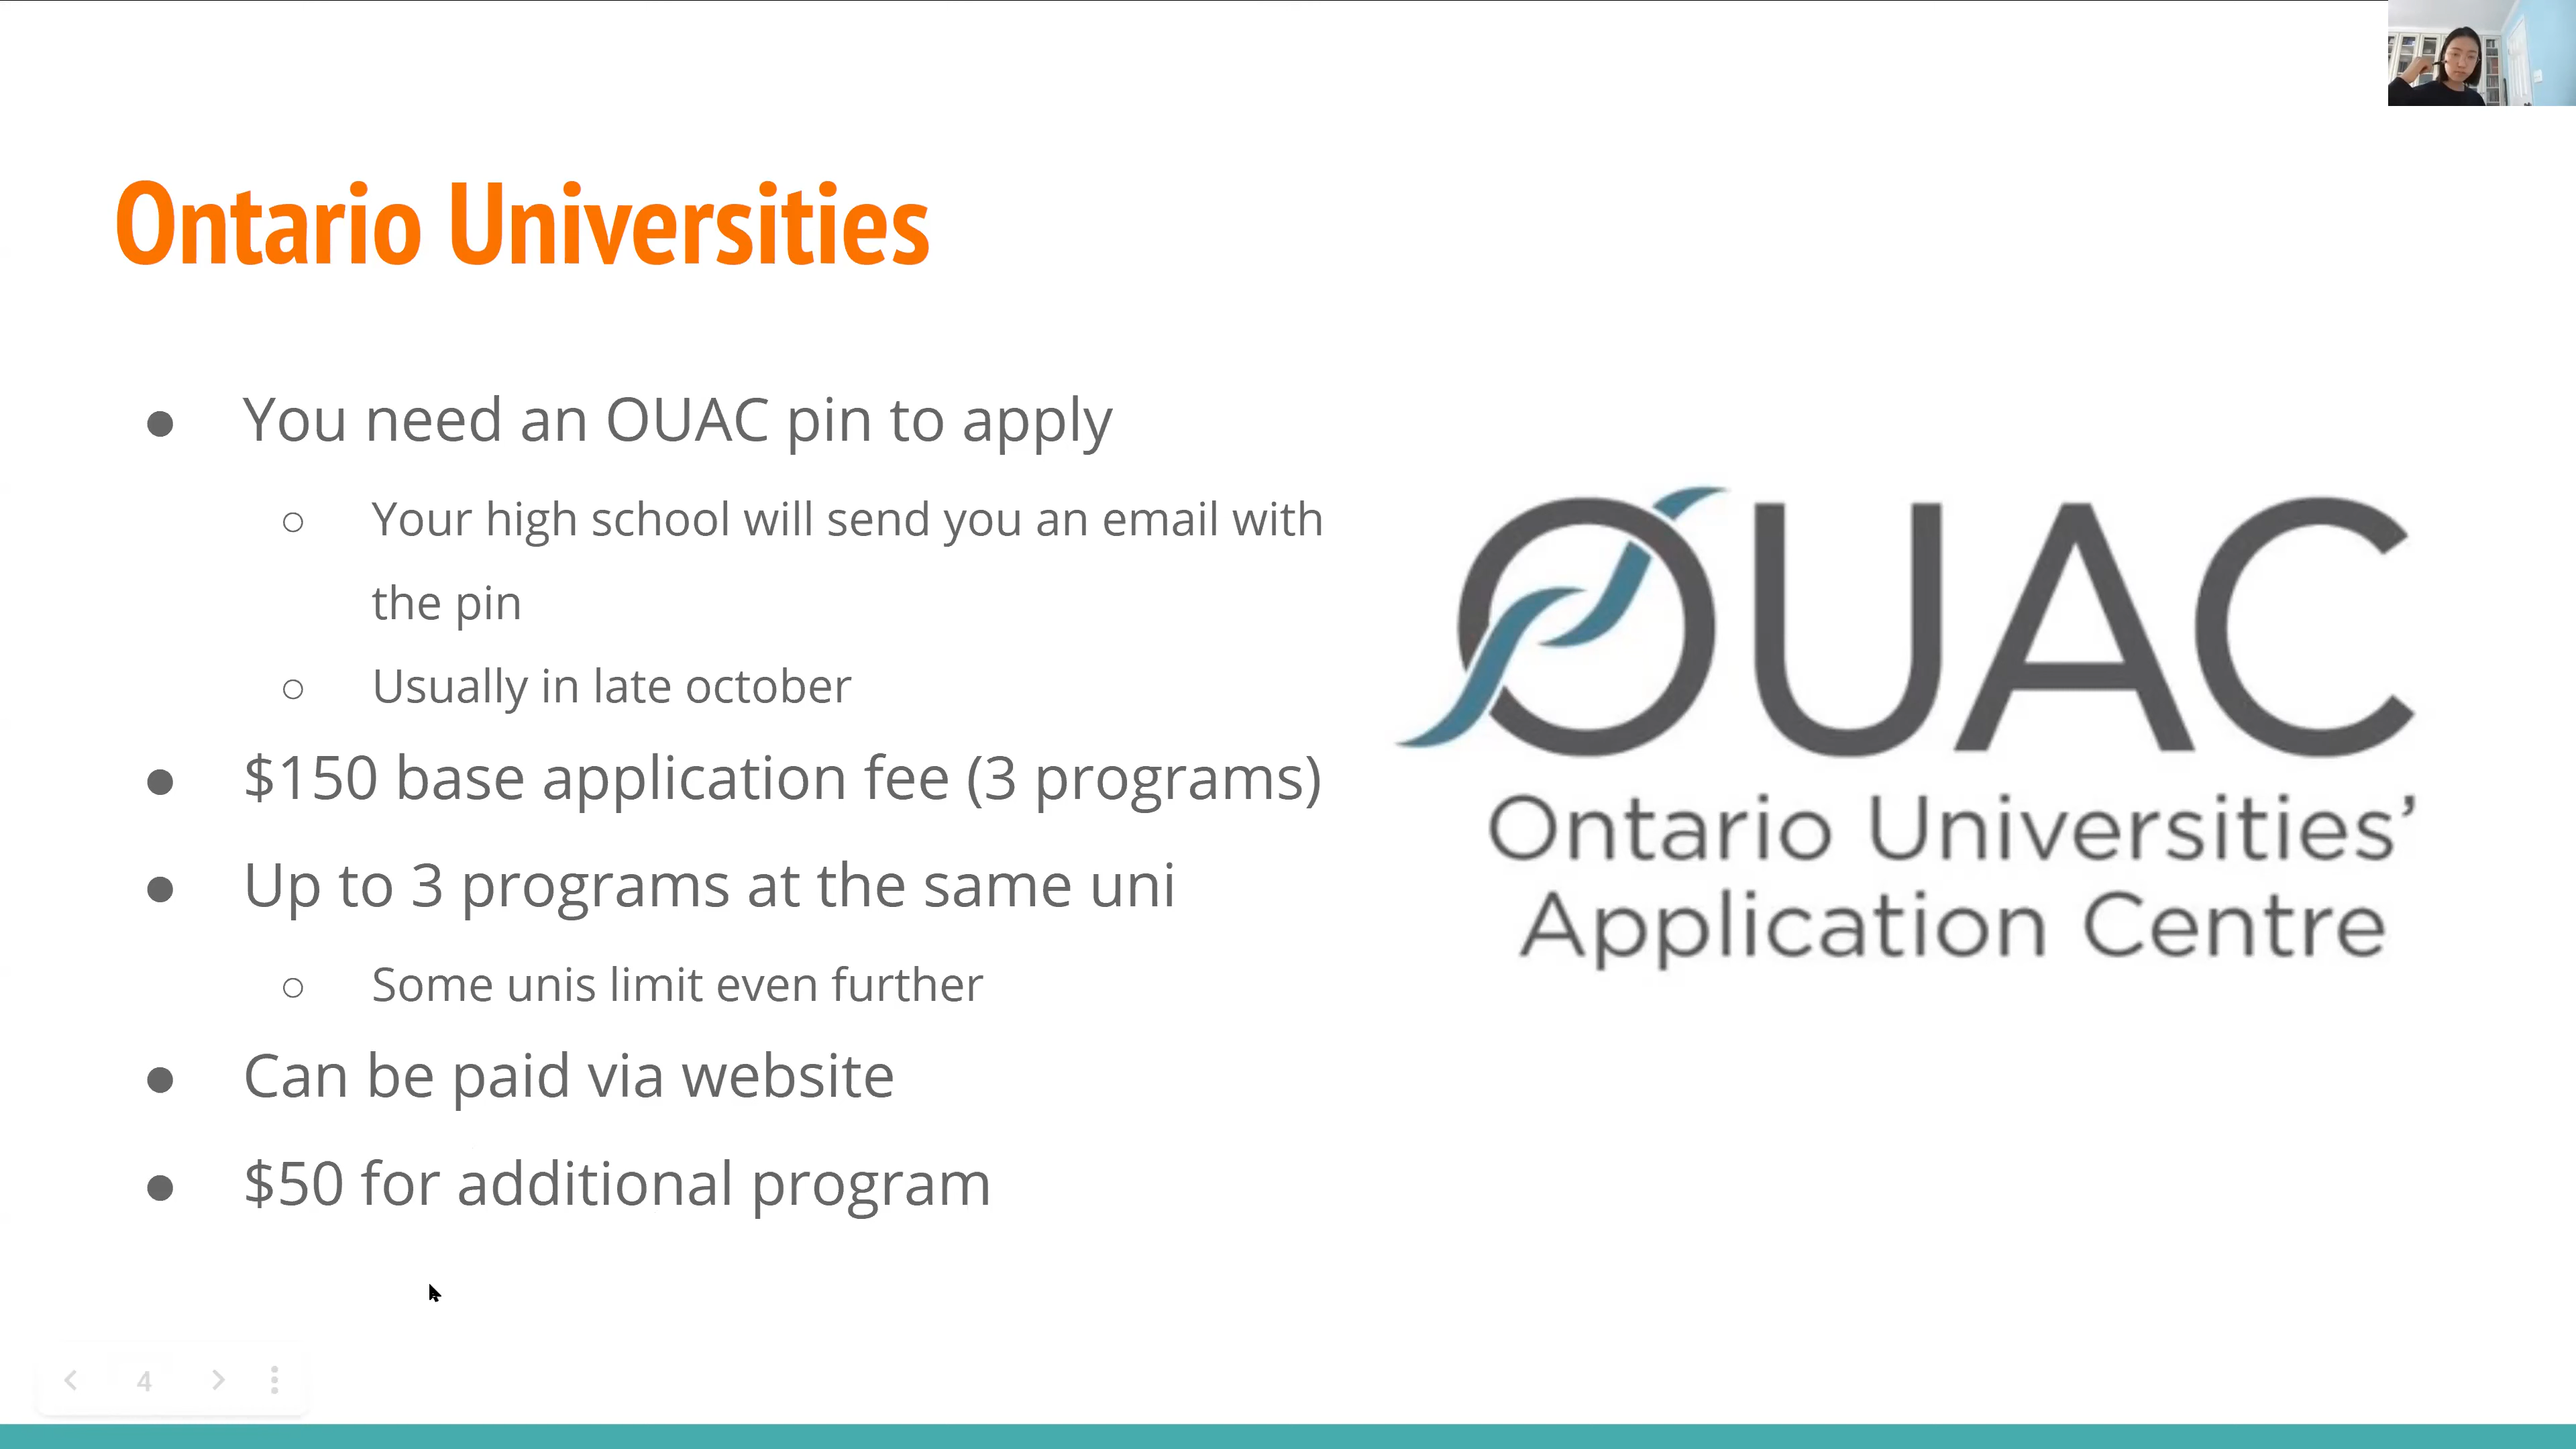 Ontario Universities
You need an OUAC pin to apply
Your high school will send you an email with
the pin
Usually in late october
$150 base application fee (3 programs)
Up to 3 programs at the same uni
Some unis limit even further
Can be paid via website
$50 for additional program
OUAC
Ontario Universities’
Application Centre
4